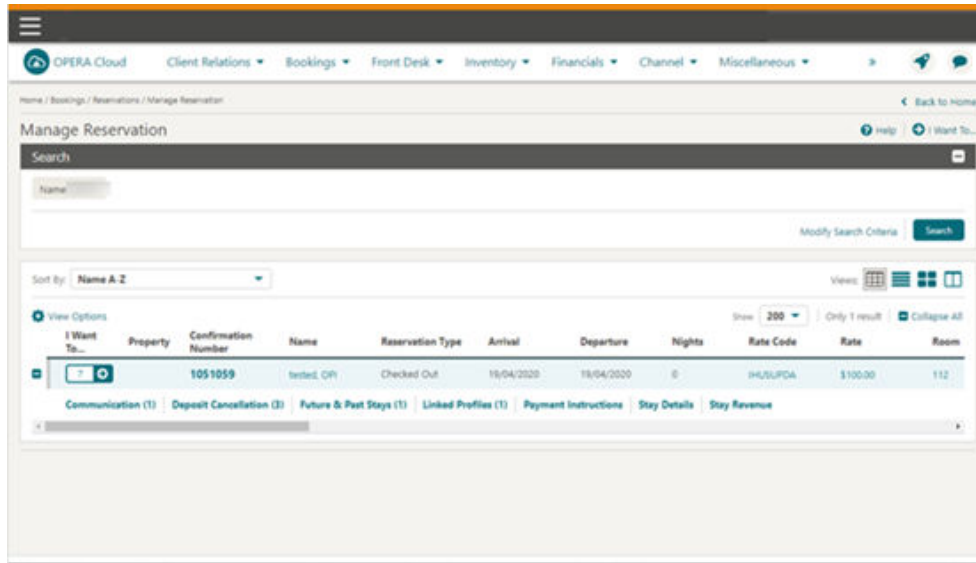 OPERA Cloud Client Relations Bookings Front Desk Inventory Financials Channel Miscellaneous »
Home / Bookings / Reservations / Manage Reservation Back to Home
Manage Reservation Help I Want To...
Search
Name
Modify Search Criteria Search
Sort By: Name A-Z Views:
View Options Show 200 Only 1 result Collapse All
I Want To... Property Confirmation Number Name Reservation Type Arrival Departure Nights Rate Code Rate Room
7 1051059 tested, OPI Checked Out 19/04/2020 19/04/2020 0 $100.00 112
Communication (1) Deposit Cancellation (3) Future & Past Stays (1) Linked Profiles (1) Payment Instructions Stay Details Stay Revenue